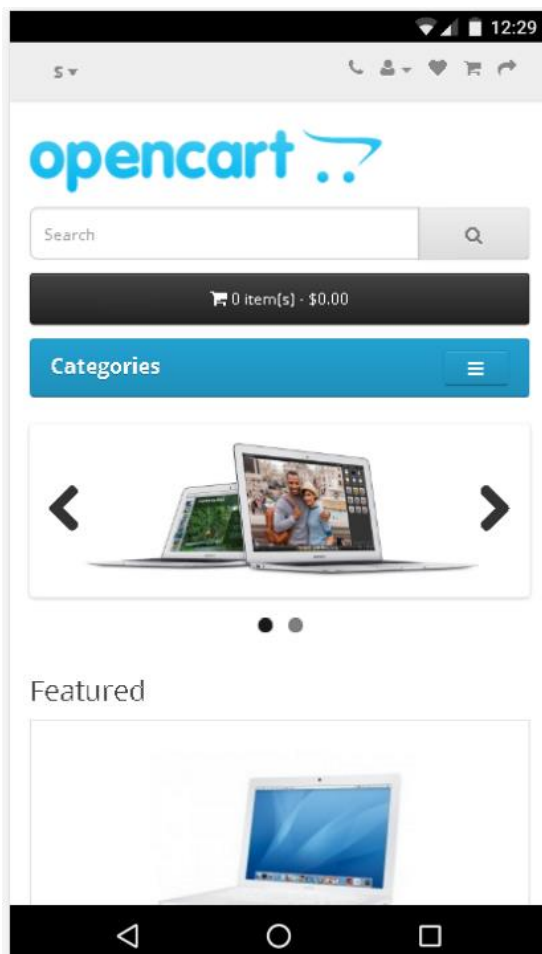 12:29
$
opencart
Search
0 item(s) - $0.00
Categories
Featured